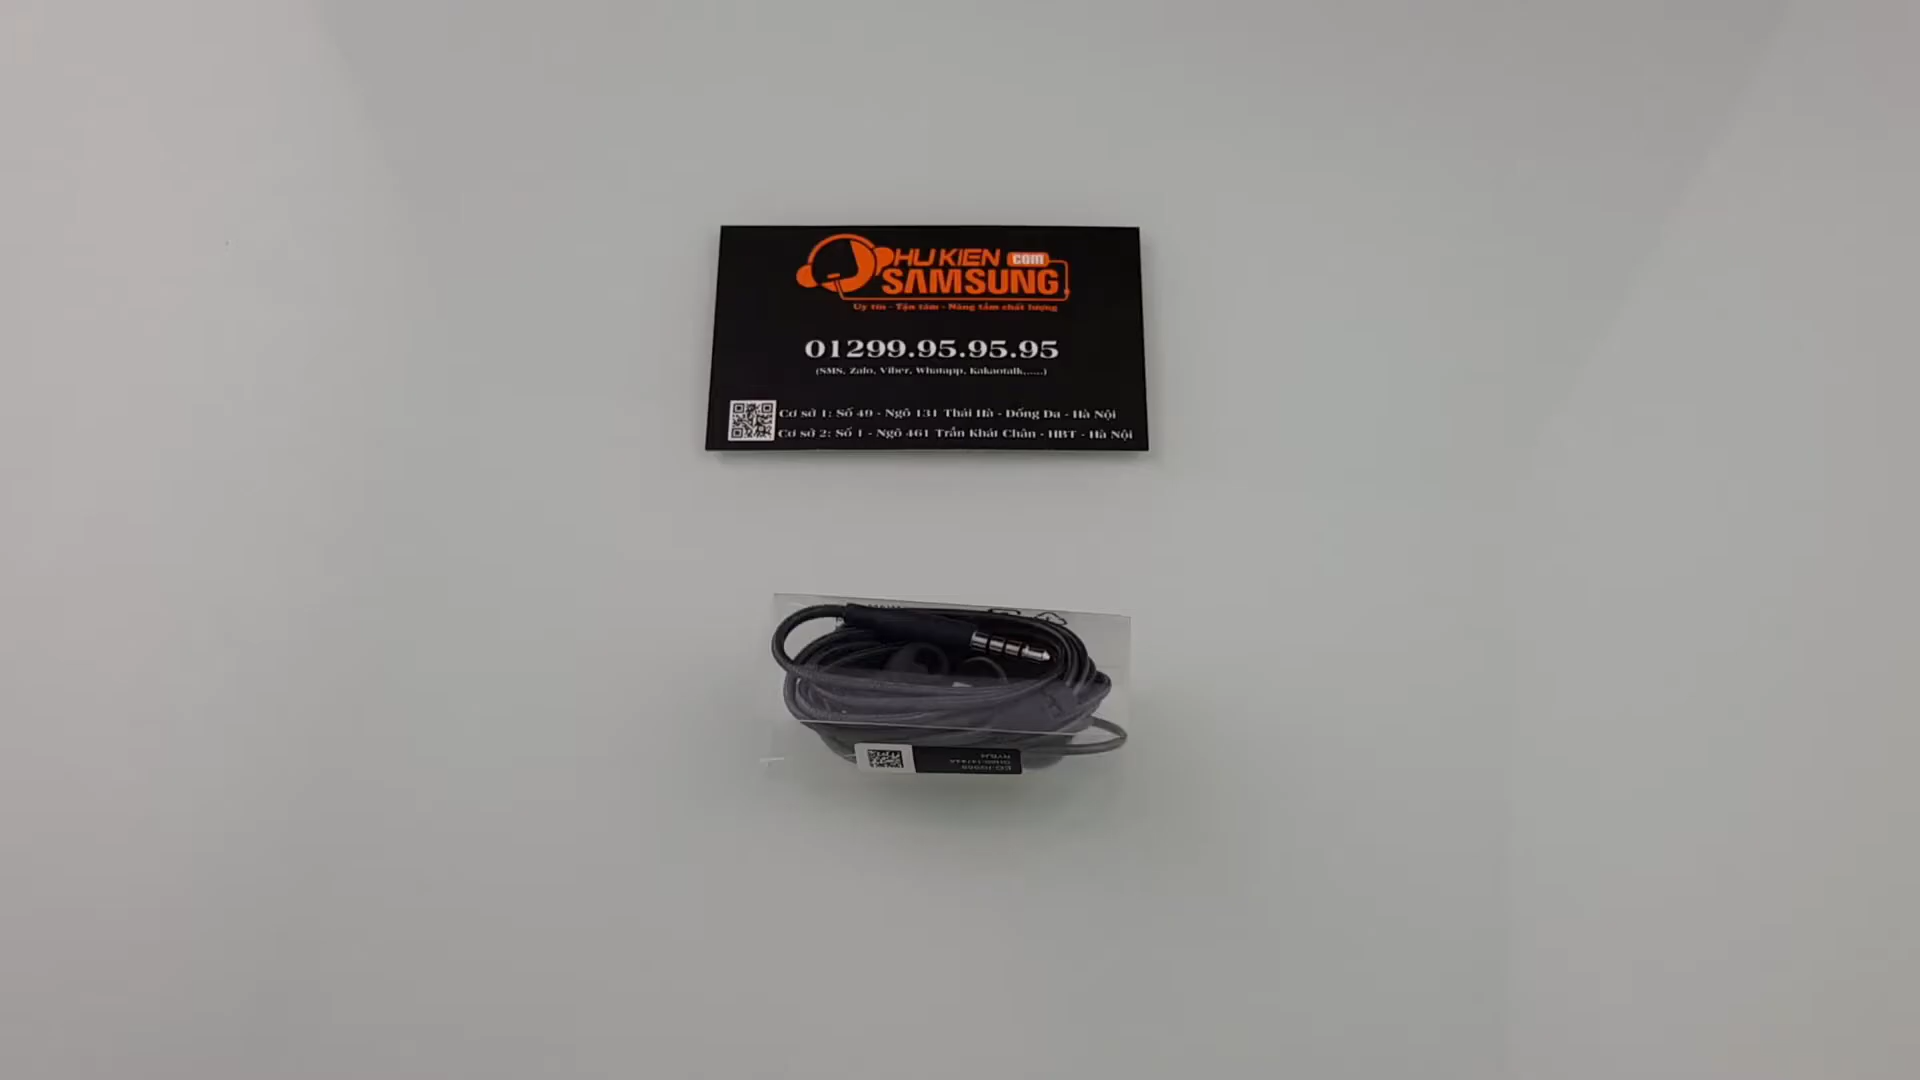 PHUKIEN COM
SAMSUNG
Uy tín - Tận tâm - Nâng tầm chất lượng
01299.95.95.95
(SMS, Zalo, Viber, Whatapp, Kakaotalk,.....)
Cơ sở 1: Số 49 - Ngõ 131 Thái Hà - Đống Đa - Hà Nội
Cơ sở 2: Số 1 - Ngõ 461 Trần Khát Chân - HBT - Hà Nội